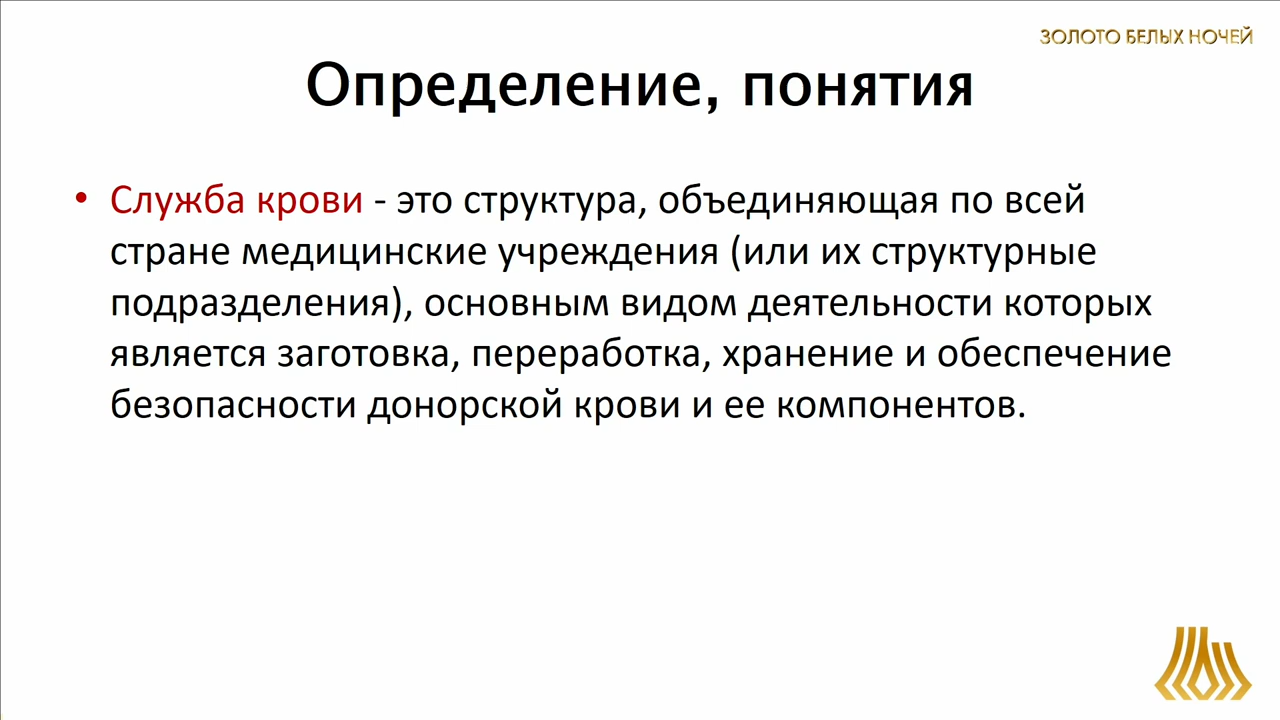 ЗОЛОТО БЕЛЫХ НОЧЕЙ
Определение, понятия
• Служба крови - это структура, объединяющая по всей
стране медицинские учреждения (или их структурные
подразделения), основным видом деятельности которых
является заготовка, переработка, хранение и обеспечение
безопасности донорской крови и ее компонентов.